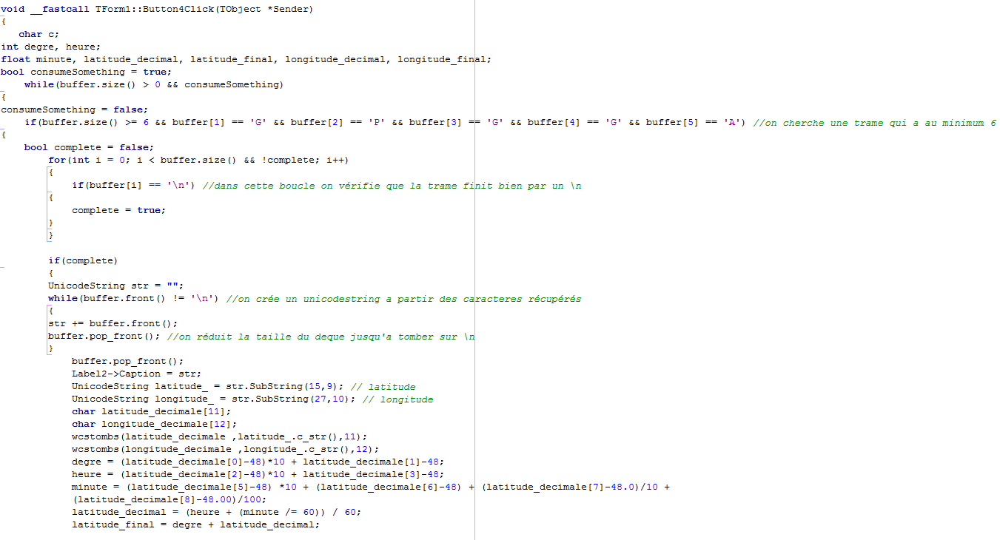 void __fastcall TForm1::Button4Click(TObject *Sender)
{
char c;
int degre, heure;
float minute, latitude_decimal, latitude_final, longitude_decimal, longitude_final;
bool consumeSomething = true;
while(buffer.size() > 0 && consumeSomething)
{
consumeSomething = false;
if(buffer.size() >= 6 && buffer[1] == 'G' && buffer[2] == 'P' && buffer[3] == 'G' && buffer[4] == 'G' && buffer[5] == 'A') //on cherche une trame qui a au minimum 6
{
bool complete = false;
for(int i = 0; i < buffer.size() && !complete; i++)
{
if(buffer[i] == '\n') //dans cette boucle on vérifie que la trame finit bien par un \n
{
complete = true;
}
}
if(complete)
{
UnicodeString str = "";
while(buffer.front() != '\n') //on crée un unicodestring a partir des caracteres récupérés
{
str += buffer.front();
buffer.pop_front(); //on réduit la taille du deque jusqu'a tomber sur \n
}
buffer.pop_front();
Label2->Caption = str;
UnicodeString latitude_ = str.SubString(15,9); // latitude
UnicodeString longitude_ = str.SubString(27,10); // longitude
char latitude_decimale[11];
char longitude_decimale[12];
wcstombs(latitude_decimale ,latitude_.c_str(),11);
wcstombs(longitude_decimale ,longitude_.c_str(),12);
degre = (latitude_decimale[0]-48)*10 + latitude_decimale[1]-48;
heure = (latitude_decimale[2]-48)*10 + latitude_decimale[3]-48;
minute = (latitude_decimale[5]-48) *10 + (latitude_decimale[6]-48) + (latitude_decimale[7]-48.0)/10 +
(latitude_decimale[8]-48.00)/100;
latitude_decimal = (heure + (minute /= 60)) / 60;
latitude_final = degre + latitude_decimal;